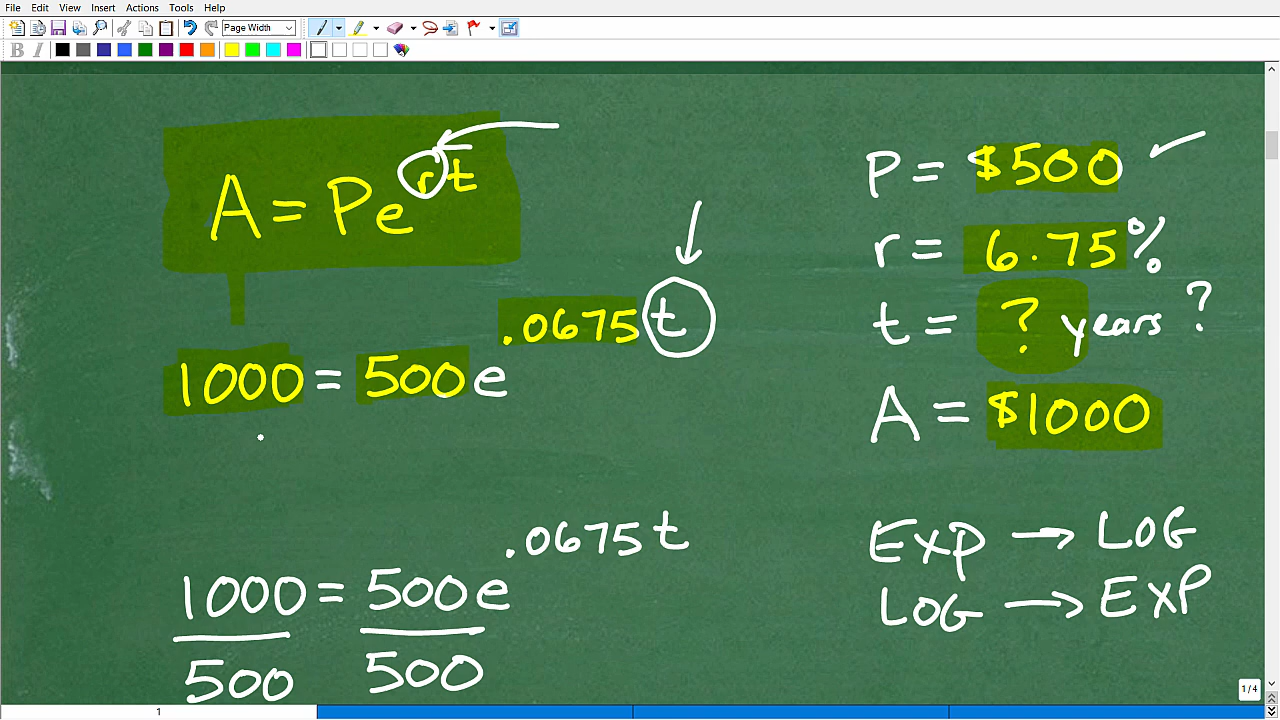 File Edit View Insert Actions Tools Help
Page Width
B I
A = Pe^rt
P = $500
r = 6.75%
t = ? years ?
1000 = 500e^.0675t
A = $1000
EXP → LOG
LOG → EXP
1000 = 500e^.0675t
500 500
1/4
1